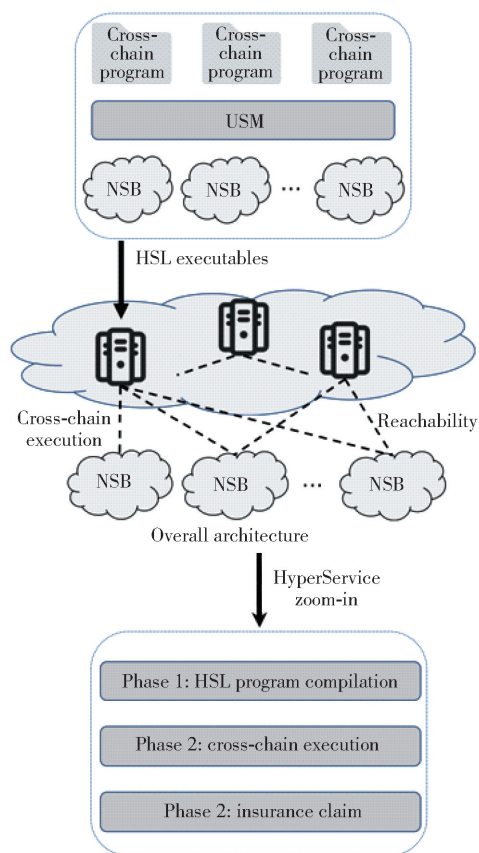 Cross-
chain
program
Cross-
chain
program
Cross-
chain
program
USM
NSB
NSB
...
NSB
HSL executables
Cross-chain
execution
Reachability
NSB
NSB
...
NSB
Overall architecture
HyperService
zoom-in
Phase 1: HSL program compilation
Phase 2: cross-chain execution
Phase 2: insurance claim